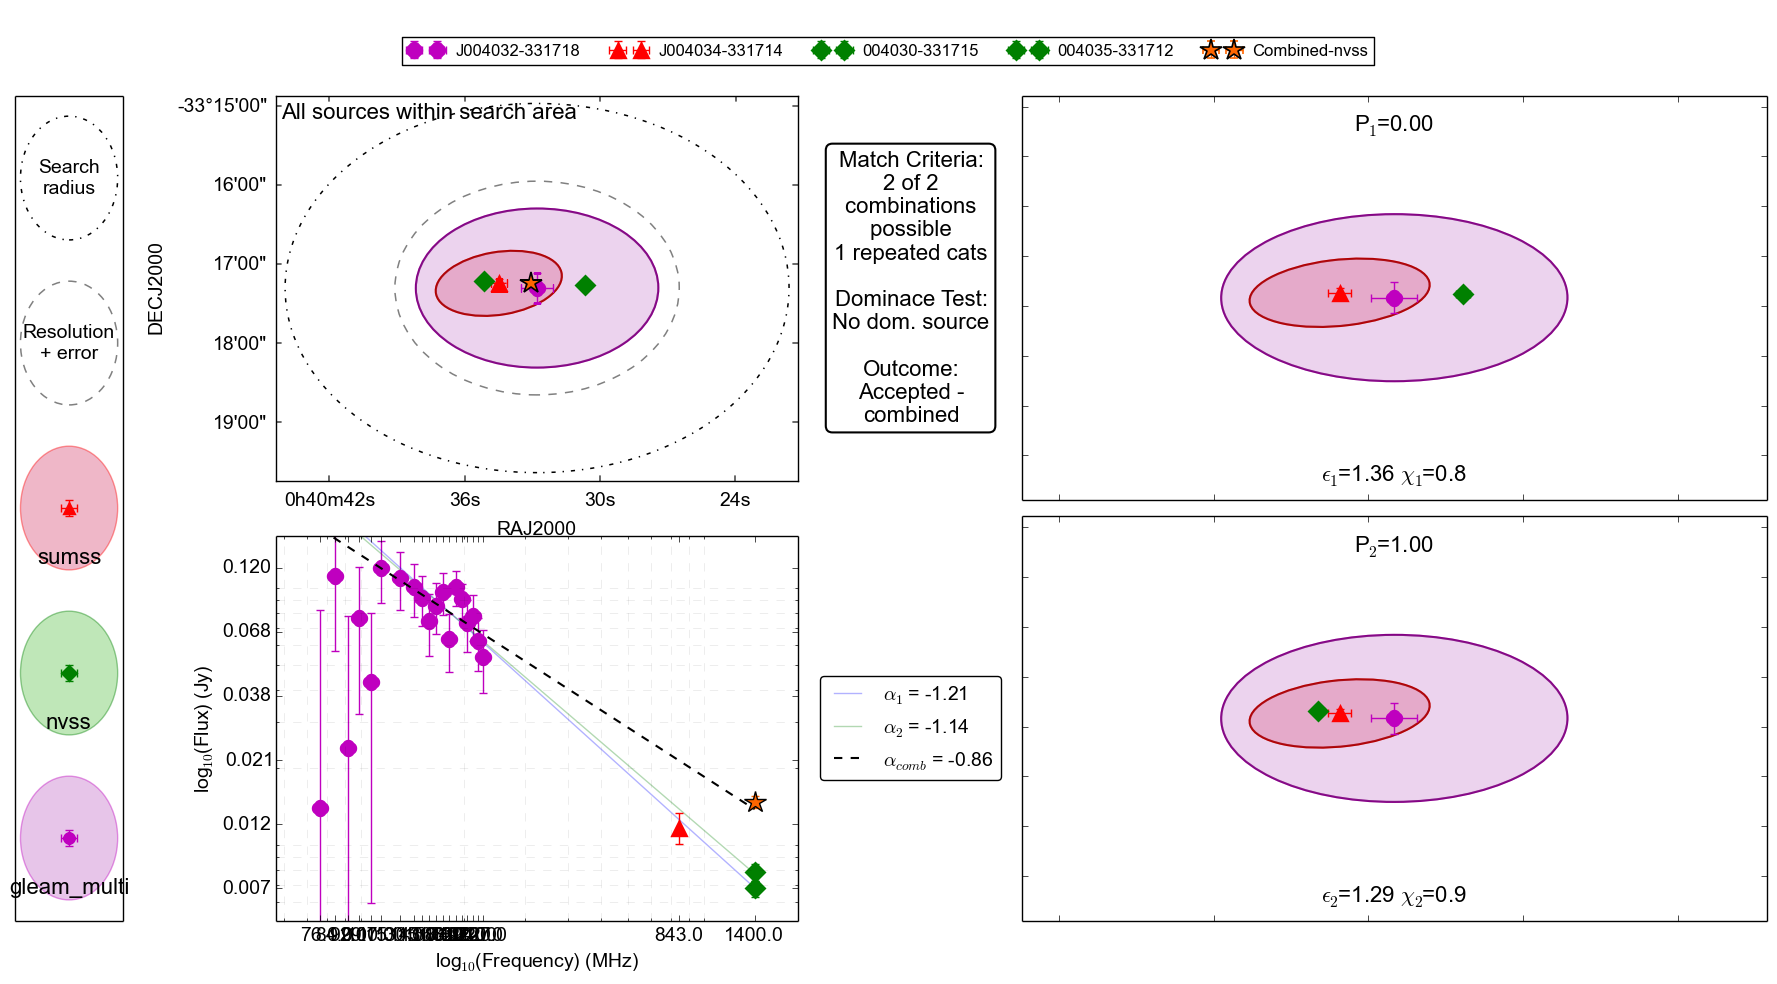 J004032-331718
J004034-331714
004030-331715
004035-331712
Combined-nvss
Search
radius
Resolution
+ error
sumss
nvss
gleam_multi
All sources within search area
-33°15'00"
16'00"
17'00"
18'00"
19'00"
DECJ2000
0h40m42s
36s
30s
24s
RAJ2000
Match Criteria:
2 of 2
combinations
possible
1 repeated cats
Dominace Test:
No dom. source
Outcome:
Accepted -
combined
P₁=0.00
ϵ₁=1.36 χ₁=0.8
P₂=1.00
ϵ₂=1.29 χ₂=0.9
0.120
0.068
0.038
0.021
0.012
0.007
log₁₀(Flux) (Jy)
843.0
1400.0
log₁₀(Frequency) (MHz)
α₁ = -1.21
α₂ = -1.14
α_comb = -0.86